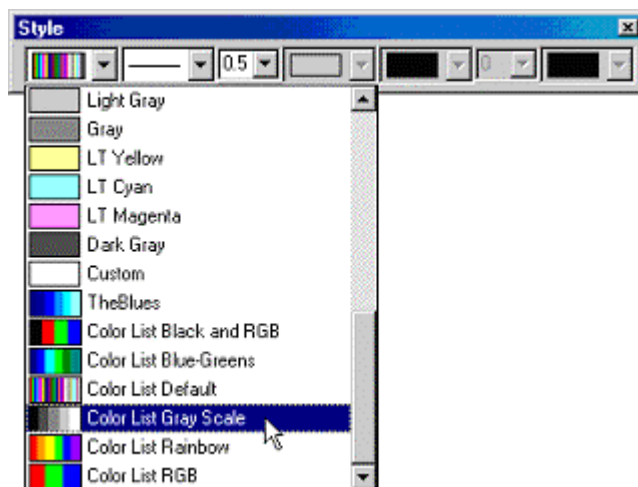 Style
0.5
0
Light Gray
Gray
LT Yellow
LT Cyan
LT Magenta
Dark Gray
Custom
TheBlues
Color List Black and RGB
Color List Blue-Greens
Color List Default
Color List Gray Scale
Color List Rainbow
Color List RGB